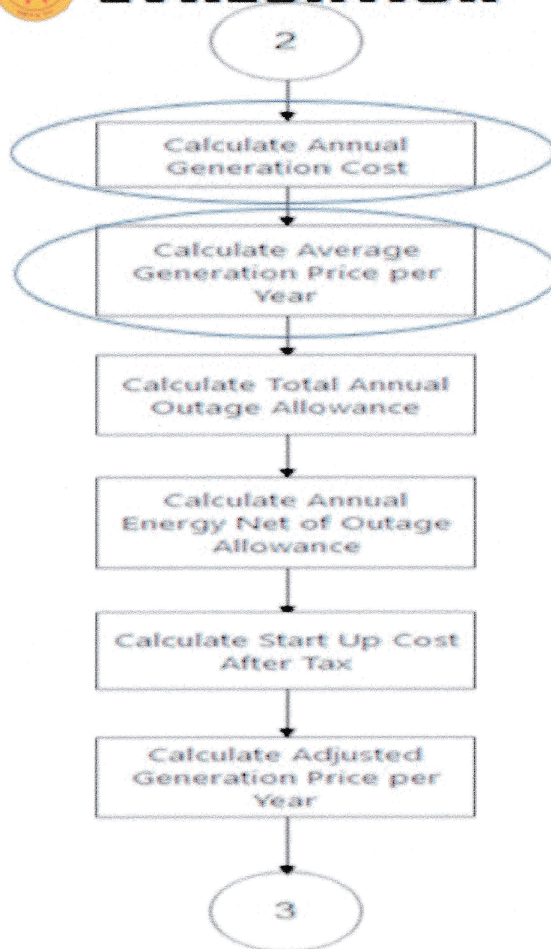 2
Calculate Annual
Generation Cost
Calculate Average
Generation Price per
Year
Calculate Total Annual
Outage Allowance
Calculate Annual
Energy Net of Outage
Allowance
Calculate Start Up Cost
After Tax
Calculate Adjusted
Generation Price per
Year
3